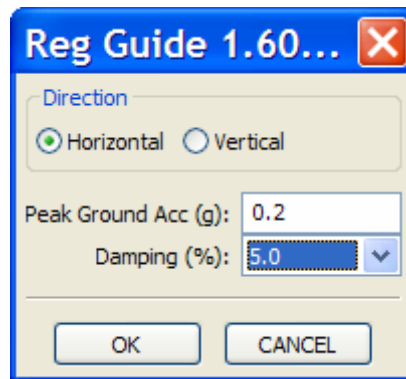 Reg Guide 1.60...
Direction
Horizontal Vertical
Peak Ground Acc (g): 0.2
Damping (%): 5.0
OK CANCEL